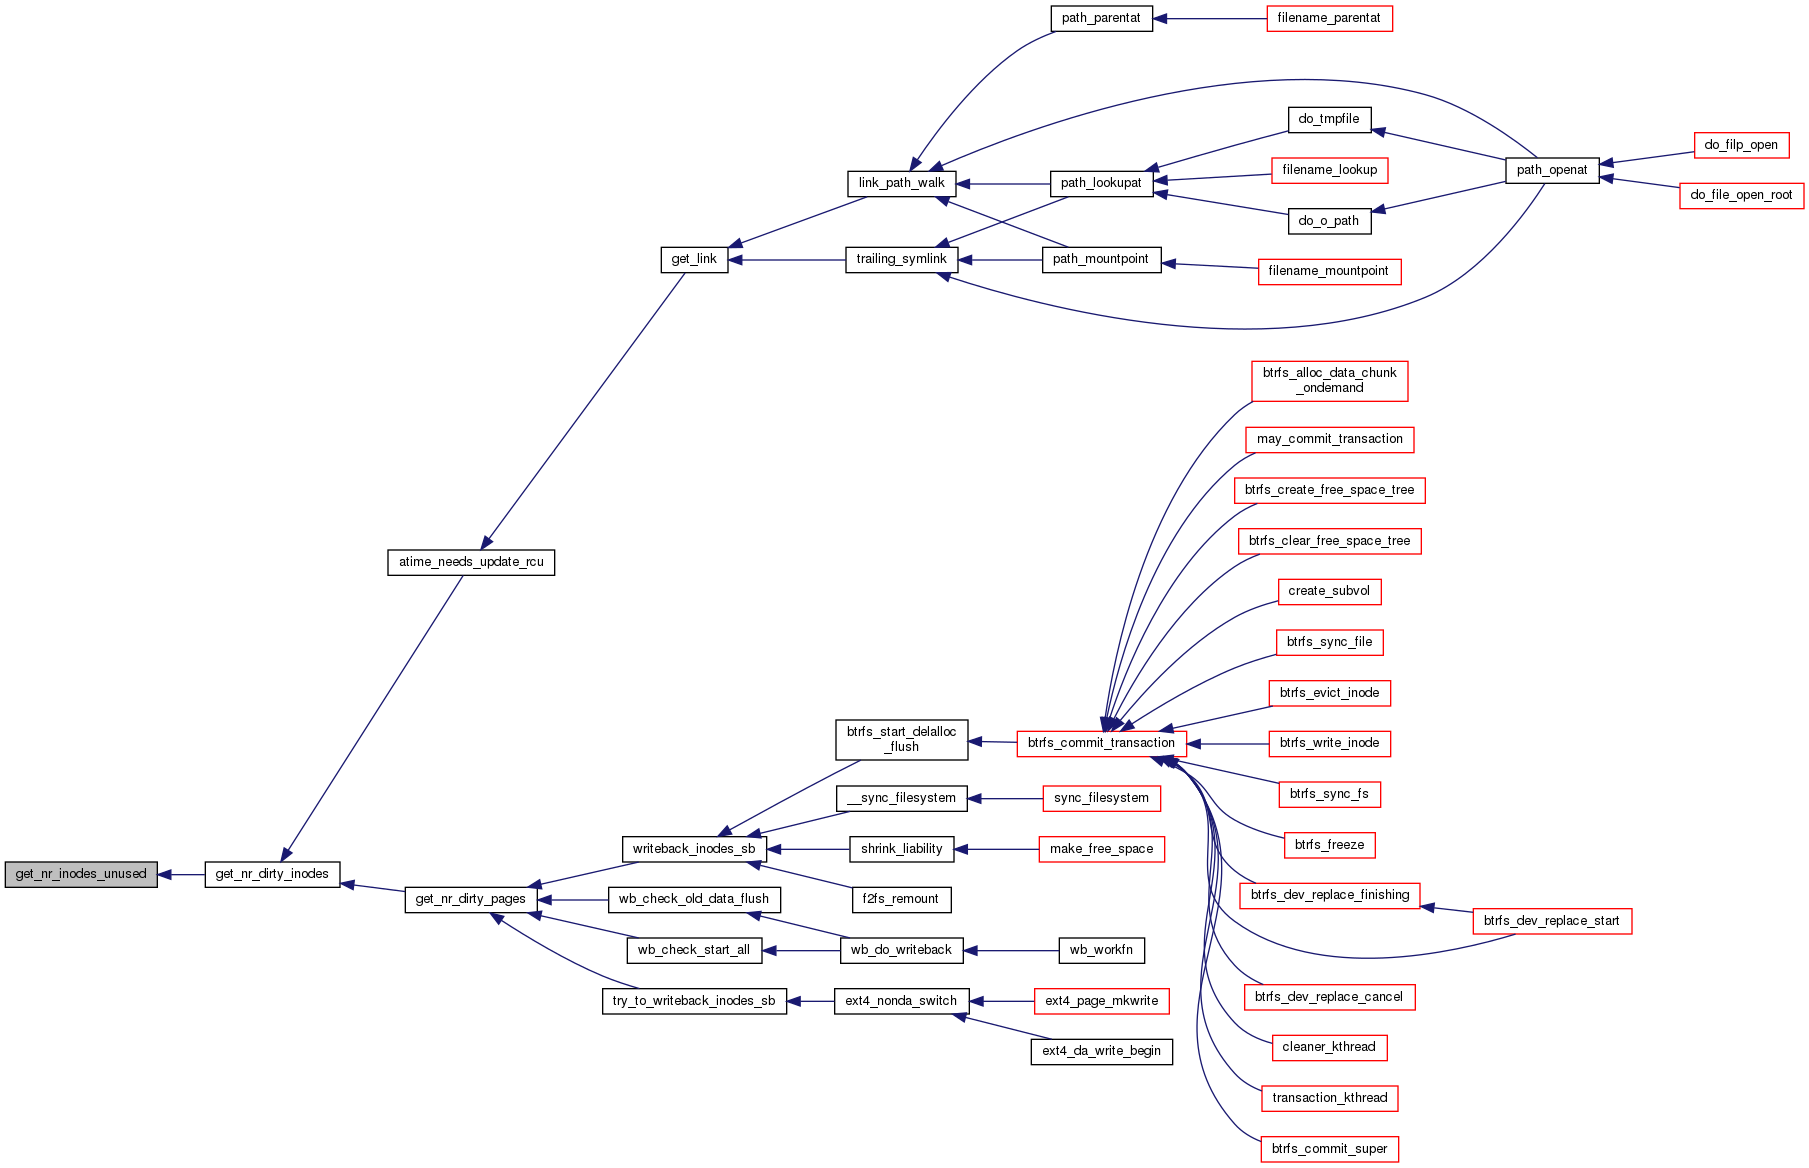 path_parentat
filename_parentat
do_tmpfile
do_filp_open
link_path_walk
path_lookupat
filename_lookup
path_openat
do_file_open_root
do_o_path
get_link
trailing_symlink
path_mountpoint
filename_mountpoint
btrfs_alloc_data_chunk
_ondemand
may_commit_transaction
btrfs_create_free_space_tree
btrfs_clear_free_space_tree
atime_needs_update_rcu
create_subvol
btrfs_sync_file
btrfs_evict_inode
btrfs_start_delalloc
_flush
btrfs_commit_transaction
btrfs_write_inode
__sync_filesystem
sync_filesystem
btrfs_sync_fs
writeback_inodes_sb
shrink_liability
make_free_space
btrfs_freeze
get_nr_inodes_unused
get_nr_dirty_inodes
get_nr_dirty_pages
wb_check_old_data_flush
f2fs_remount
btrfs_dev_replace_finishing
btrfs_dev_replace_start
wb_check_start_all
wb_do_writeback
wb_workfn
try_to_writeback_inodes_sb
ext4_nonda_switch
ext4_page_mkwrite
btrfs_dev_replace_cancel
ext4_da_write_begin
cleaner_kthread
transaction_kthread
btrfs_commit_super